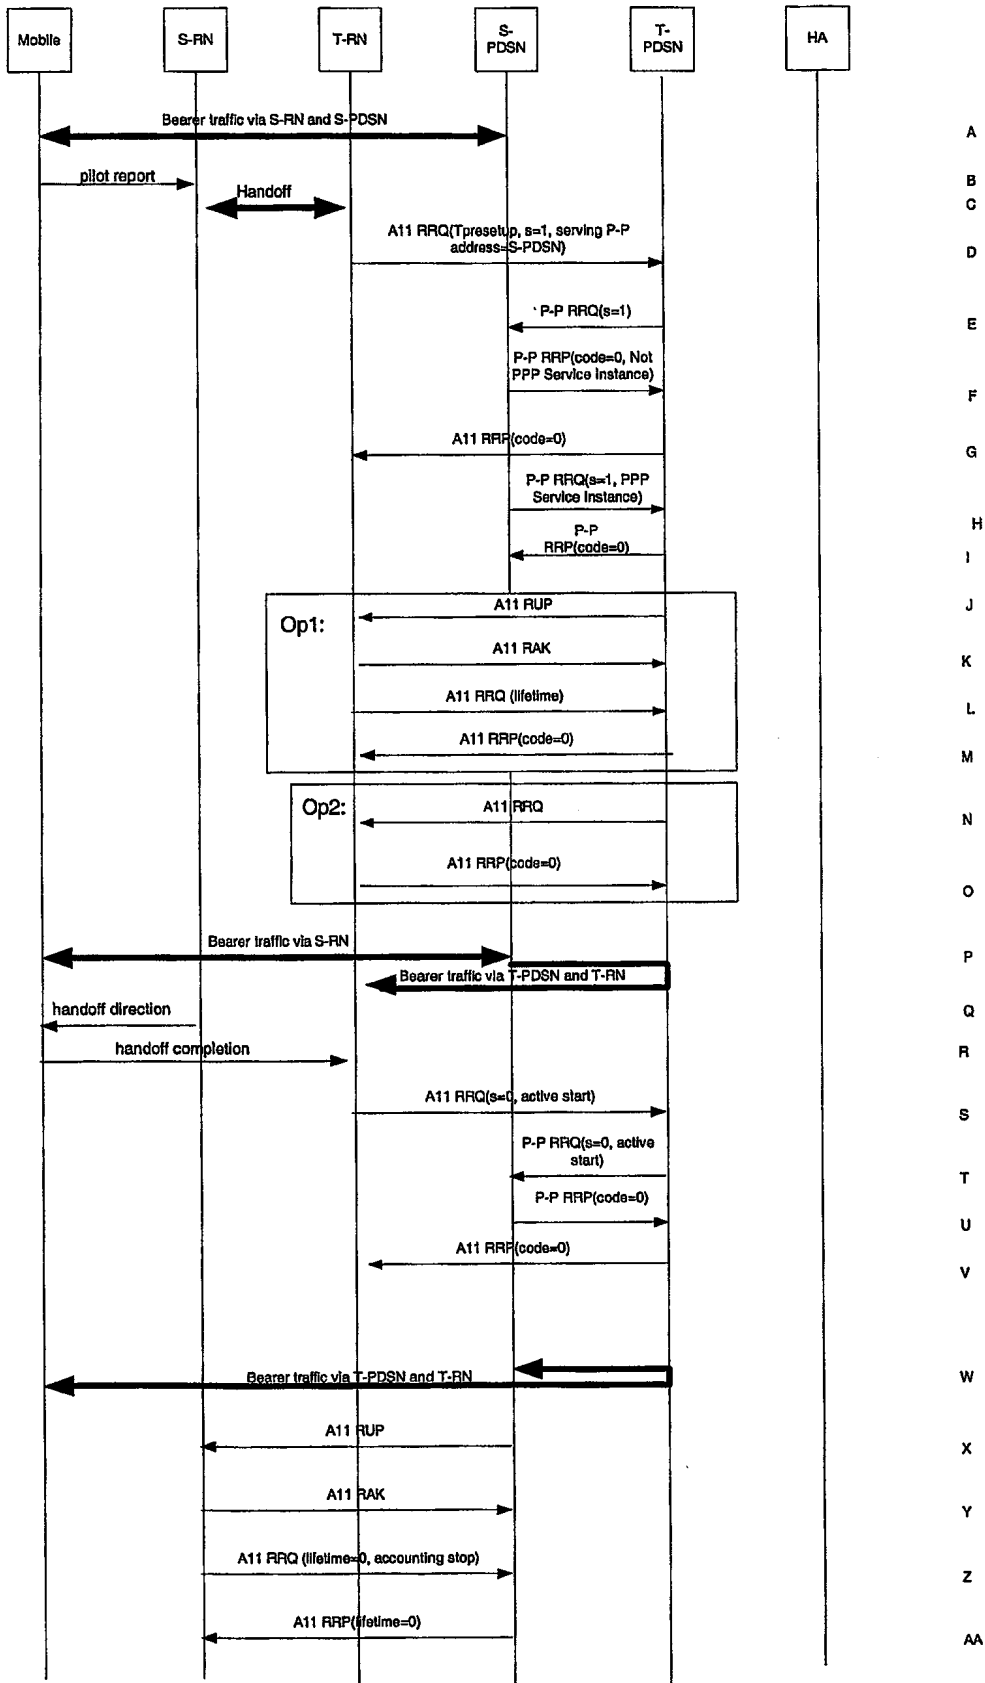 Mobile
S-RN
T-RN
S-
PDSN
T-
PDSN
HA
Bearer traffic via S-RN and S-PDSN
A
pilot report
B
Handoff
C
A11 RRQ(Tpresetup, s=1, serving P-P
address=S-PDSN)
D
P-P RRQ(s=1)
E
P-P RRP(code=0, Not
PPP Service Instance)
F
A11 RRP(code=0)
G
P-P RRQ(s=1, PPP
Service Instance)
H
P-P
RRP(code=0)
I
Op1:
A11 RUP
J
A11 RAK
K
A11 RRQ (lifetime)
L
A11 RRP(code=0)
M
Op2:
A11 RRQ
N
A11 RRP(code=0)
O
Bearer traffic via S-RN
P
Bearer traffic via T-PDSN and T-RN
handoff direction
Q
handoff completion
R
A11 RRQ(s=0, active start)
S
P-P RRQ(s=0, active
start)
T
P-P RRP(code=0)
U
A11 RRP(code=0)
V
Bearer traffic via T-PDSN and T-RN
W
A11 RUP
X
A11 RAK
Y
A11 RRQ (lifetime=0, accounting stop)
Z
A11 RRP(lifetime=0)
AA